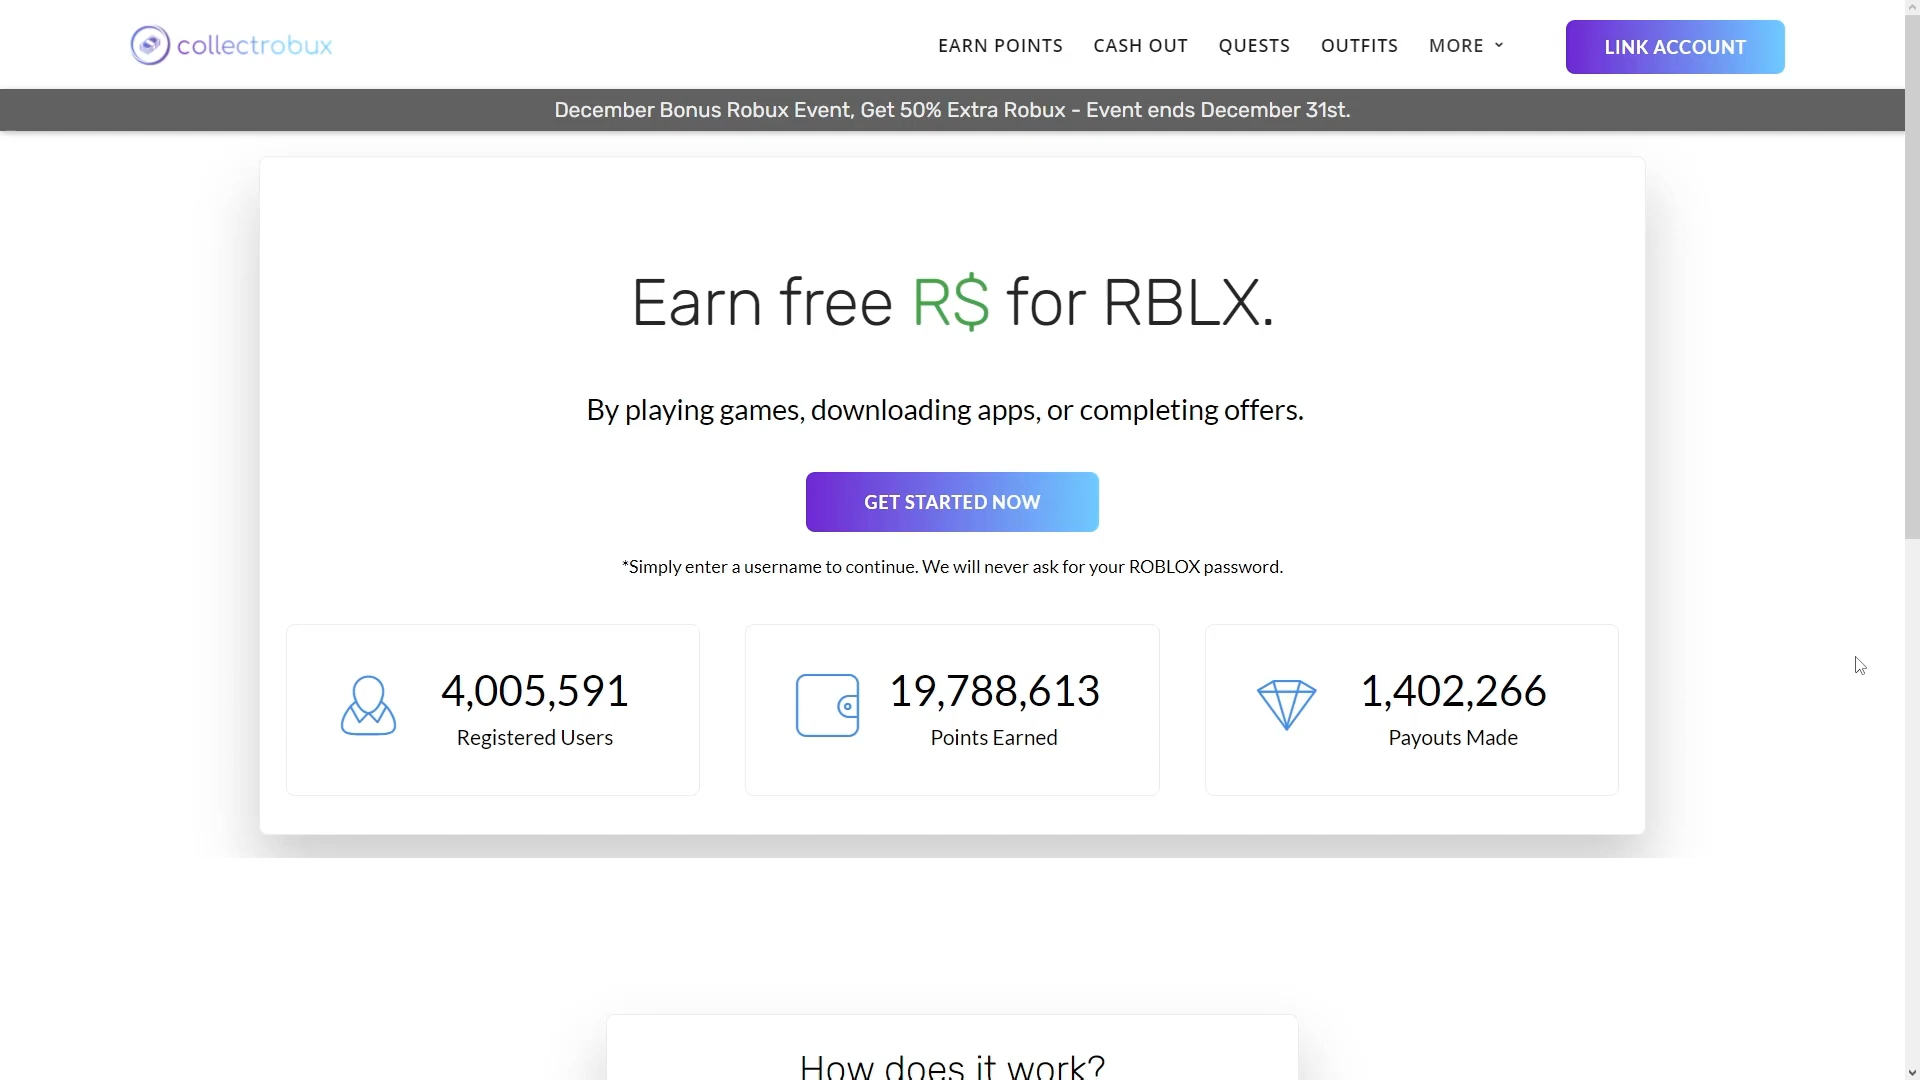 collectrobux
EARN POINTS
CASH OUT
QUESTS
OUTFITS
MORE
LINK ACCOUNT
December Bonus Robux Event, Get 50% Extra Robux - Event ends December 31st.
Earn free R$ for RBLX.
By playing games, downloading apps, or completing offers.
GET STARTED NOW
*Simply enter a username to continue. We will never ask for your ROBLOX password.
4,005,591
Registered Users
19,788,613
Points Earned
1,402,266
Payouts Made
How does it work?